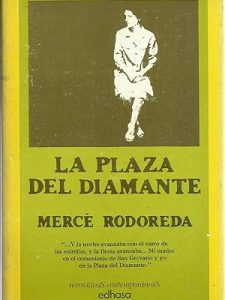 LA PLAZA
DEL DIAMANTE
MERCÈ RODOREDA
"...Y la noche avanzaba con el carro de
las estrellas, y la fiesta avanzaba... Mi madre
en el cementerio de San Gervasio y yo
en la Plaza del Diamante."
narrativas contemporáneas
edhasa